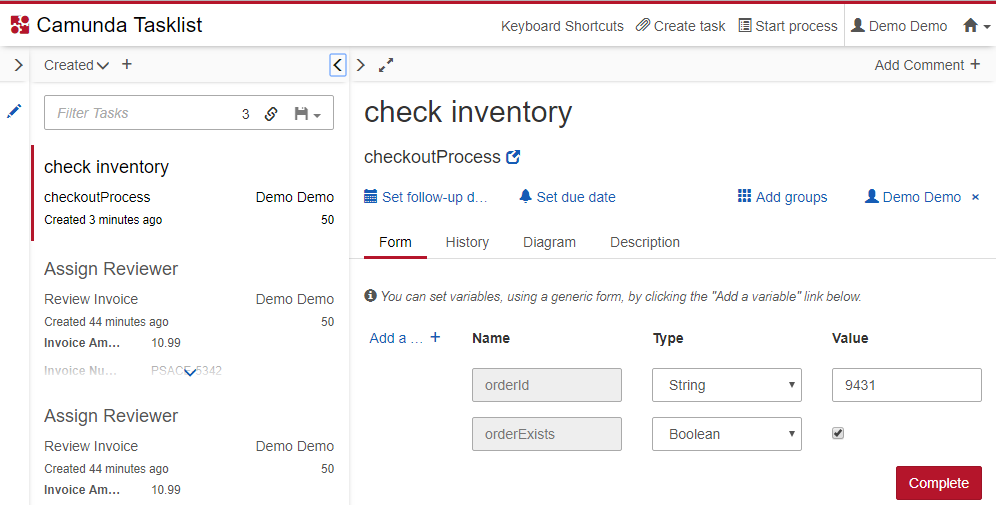 Camunda Tasklist
Keyboard Shortcuts Create task Start process Demo Demo
Created +
Add Comment +
Filter Tasks 3
check inventory
checkoutProcess Demo Demo
Created 3 minutes ago 50
Assign Reviewer
Review Invoice Demo Demo
Created 44 minutes ago 50
Invoice Am... 10.99
Invoice Nu... PSACE-5342
Assign Reviewer
Review Invoice Demo Demo
Created 44 minutes ago 50
Invoice Am... 10.99
check inventory
checkoutProcess
Set follow-up d... Set due date Add groups Demo Demo ×
Form History Diagram Description
You can set variables, using a generic form, by clicking the "Add a variable" link below.
Add a ... + Name Type Value
orderId String 9431
orderExists Boolean
Complete